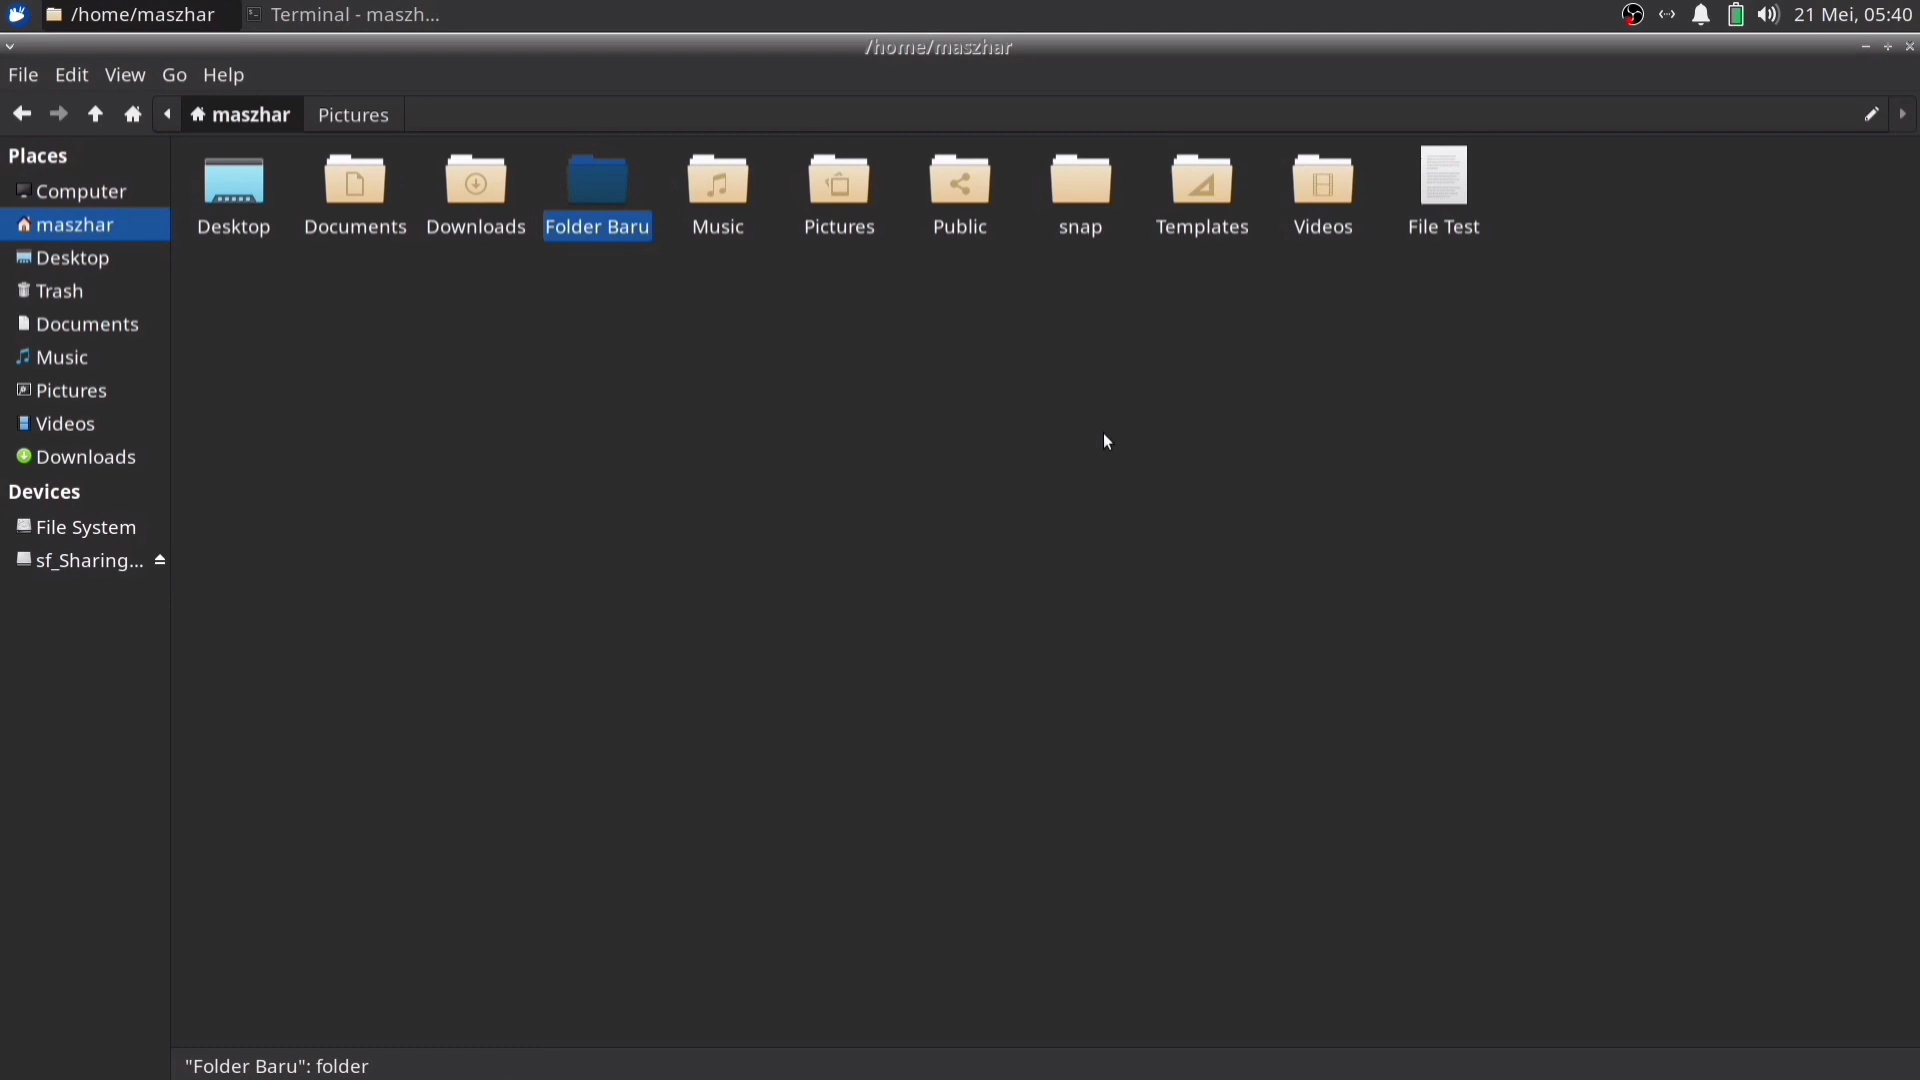 /home/maszhar
Terminal - maszh...
21 Mei, 05:40
/home/maszhar
File Edit View Go Help
maszhar Pictures
Places
Computer
maszhar
Desktop
Trash
Documents
Music
Pictures
Videos
Downloads
Devices
File System
sf_Sharing...
Desktop Documents Downloads Folder Baru Music Pictures Public snap Templates Videos File Test
"Folder Baru": folder